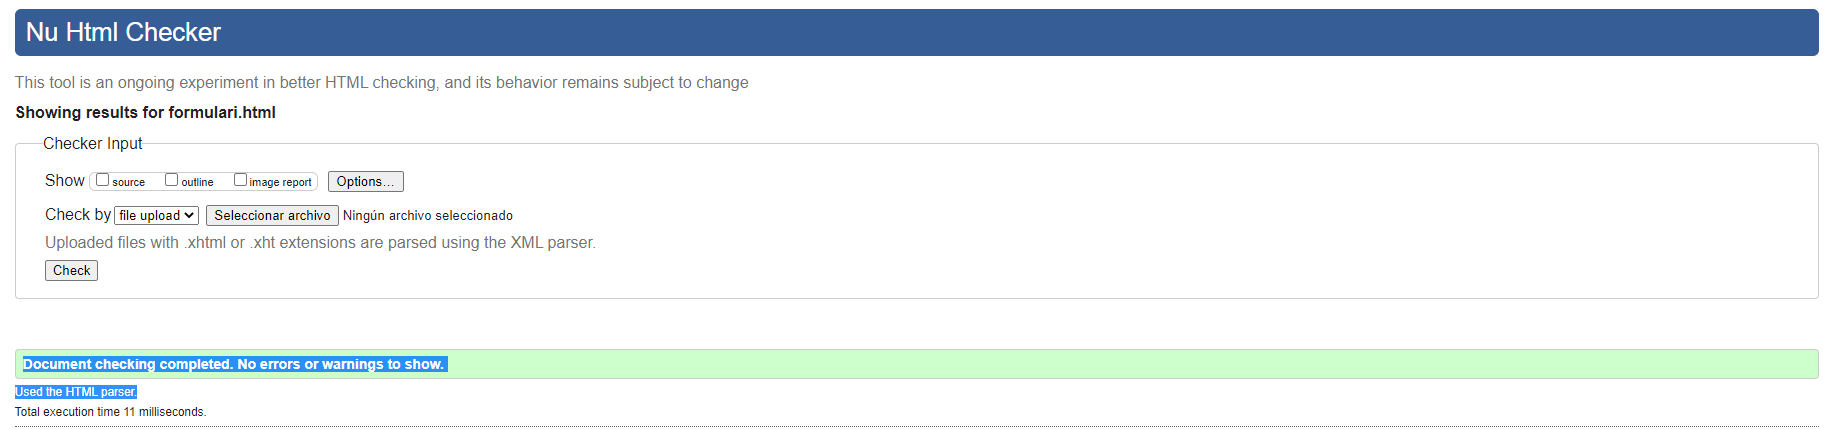 Nu Html Checker
This tool is an ongoing experiment in better HTML checking, and its behavior remains subject to change
Showing results for formulari.html
Checker Input
Show source outline image report Options...
Check by file upload Seleccionar archivo Ningún archivo seleccionado
Uploaded files with .xhtml or .xht extensions are parsed using the XML parser.
Check
Document checking completed. No errors or warnings to show.
Used the HTML parser.
Total execution time 11 milliseconds.